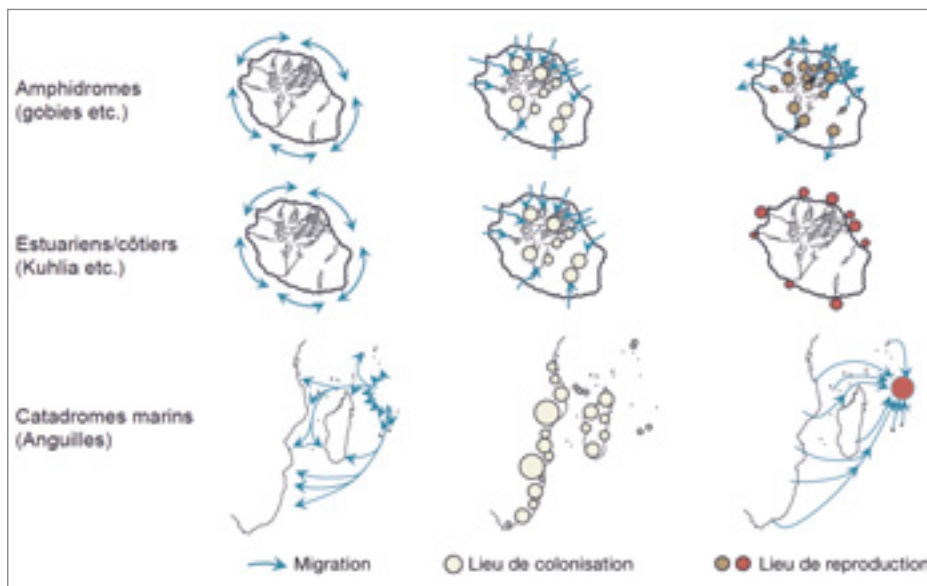 Amphidromes
(gobies etc.)
Estuariens/côtiers
(Kuhlia etc.)
Catadromes marins
(Anguilles)
Migration
Lieu de colonisation
Lieu de reproduction